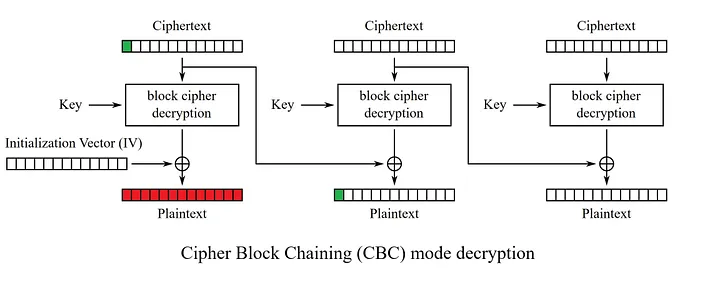 Ciphertext
Ciphertext
Ciphertext
Key
block cipher
decryption
Key
block cipher
decryption
Key
block cipher
decryption
Initialization Vector (IV)
Plaintext
Plaintext
Plaintext
Cipher Block Chaining (CBC) mode decryption